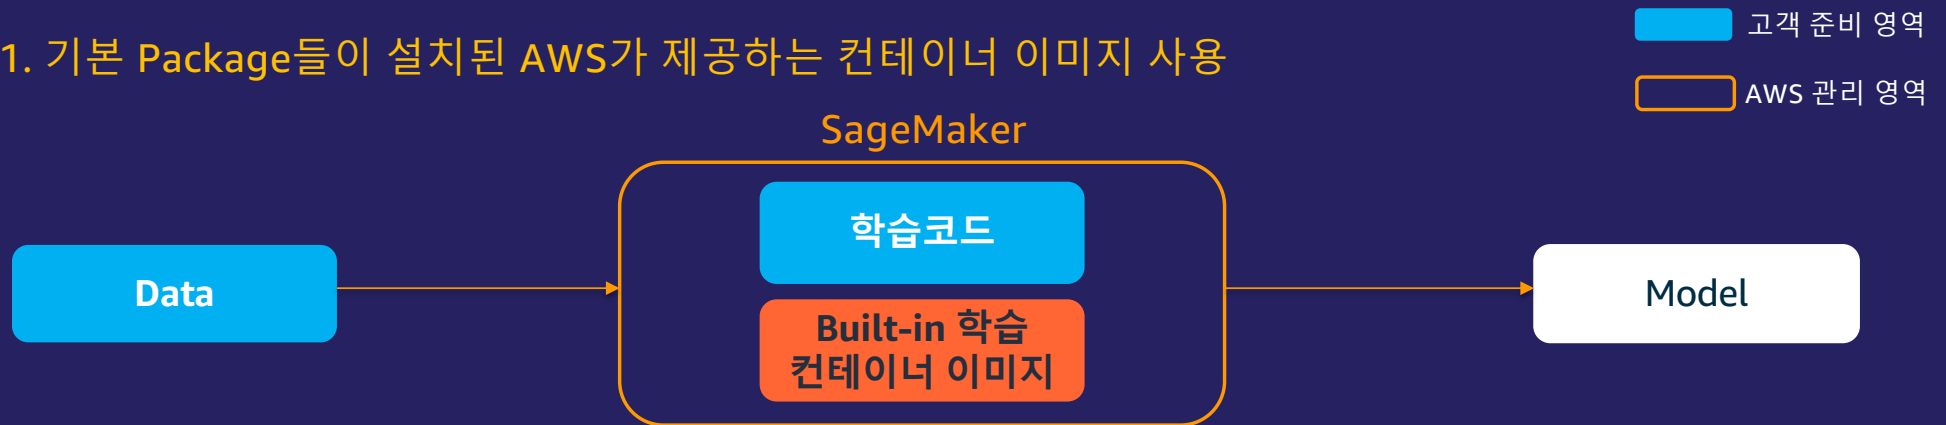 1. 기본 Package들이 설치된 AWS가 제공하는 컨테이너 이미지 사용
고객 준비 영역
AWS 관리 영역
SageMaker
학습코드
Data
Built-in 학습
컨테이너 이미지
Model